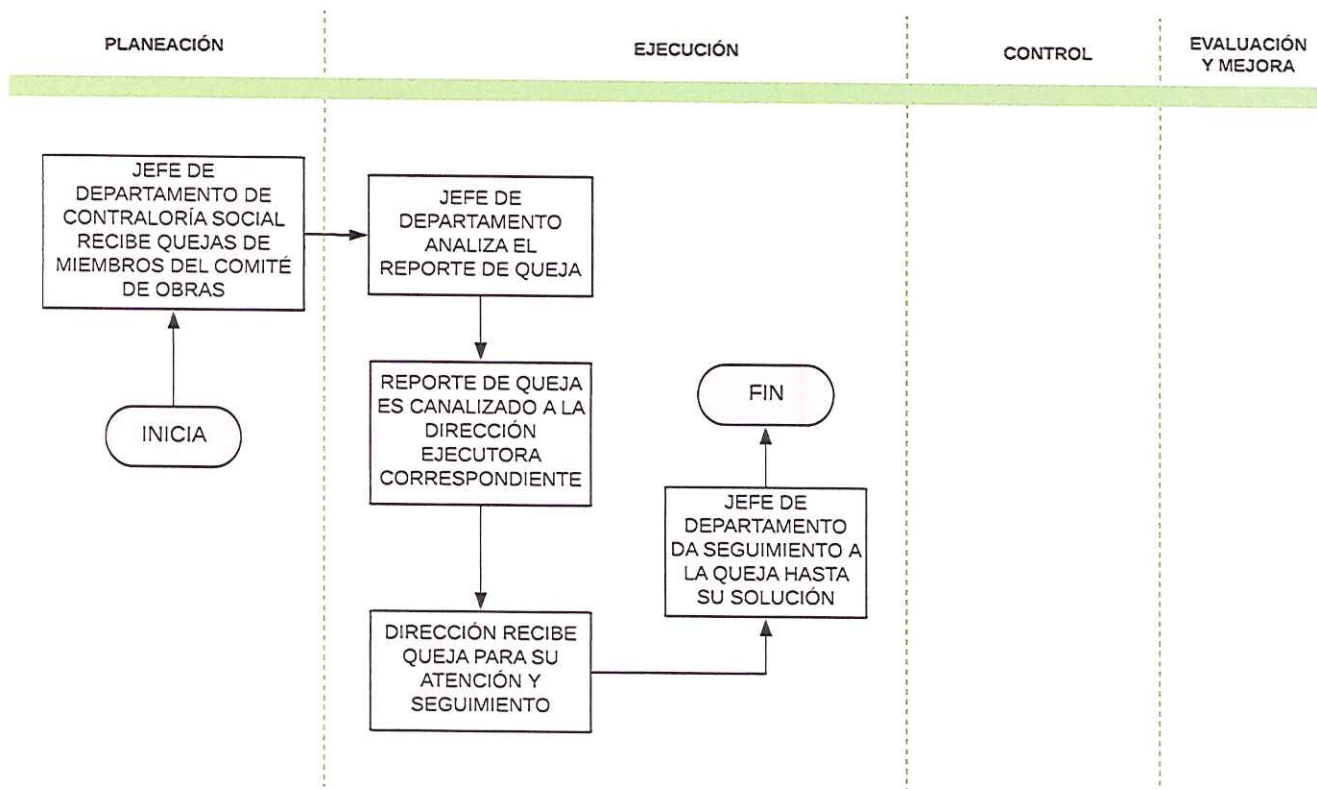 PLANEACIÓN
EJECUCIÓN
CONTROL
EVALUACIÓN
Y MEJORA
JEFE DE
DEPARTAMENTO DE
CONTRALORÍA SOCIAL
RECIBE QUEJAS DE
MIEMBROS DEL COMITÉ
DE OBRAS
INICIA
JEFE DE
DEPARTAMENTO
ANALIZA EL
REPORTE DE QUEJA
REPORTE DE QUEJA
ES CANALIZADO A LA
DIRECCIÓN
EJECUTORA
CORRESPONDIENTE
DIRECCIÓN RECIBE
QUEJA PARA SU
ATENCIÓN Y
SEGUIMIENTO
JEFE DE
DEPARTAMENTO
DA SEGUIMIENTO A
LA QUEJA HASTA
SU SOLUCIÓN
FIN